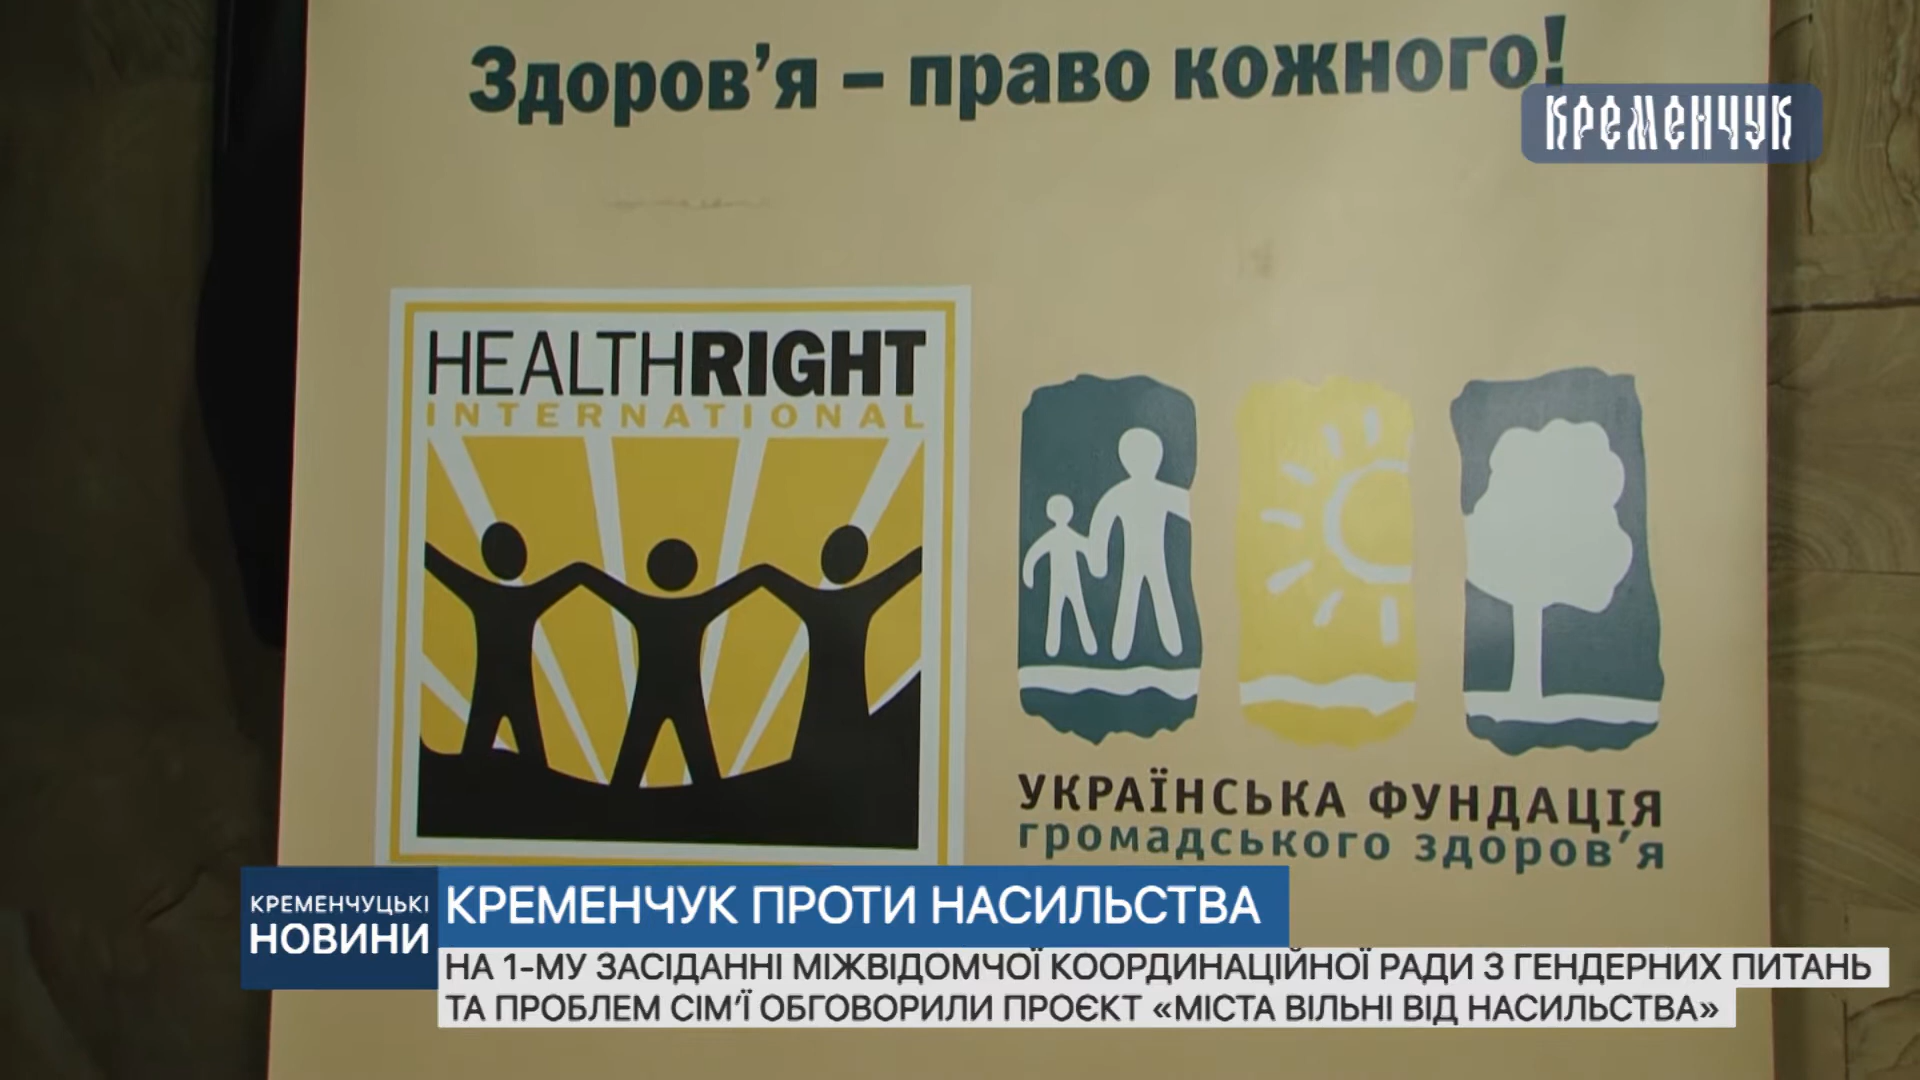 Здоров'я – право кожного!
КРЕМЕНЧУК
HEALTHRIGHT
INTERNATIONAL
УКРАЇНСЬКА ФУНДАЦІЯ
громадського здоров'я
КРЕМЕНЧУЦЬКІ
НОВИНИ
КРЕМЕНЧУК ПРОТИ НАСИЛЬСТВА
НА 1-МУ ЗАСІДАННІ МІЖВІДОМЧОЇ КООРДИНАЦІЙНОЇ РАДИ З ГЕНДЕРНИХ ПИТАНЬ
ТА ПРОБЛЕМ СІМ'Ї ОБГОВОРИЛИ ПРОЄКТ «МІСТА ВІЛЬНІ ВІД НАСИЛЬСТВА»